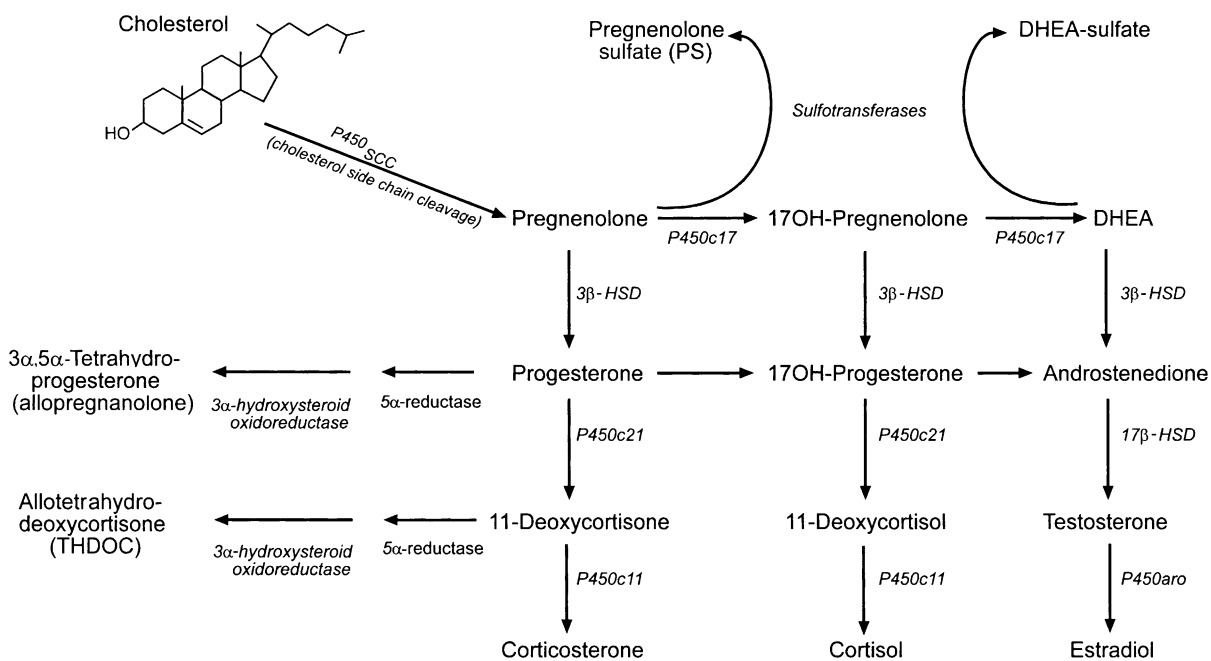 Cholesterol
HO
Pregnenolone
sulfate (PS)
DHEA-sulfate
Sulfotransferases
P450SCC
(cholesterol side chain cleavage)
Pregnenolone
P450c17
17OH-Pregnenolone
P450c17
DHEA
3β-HSD
3β-HSD
3β-HSD
3α,5α-Tetrahydro-
progesterone
(allopregnanolone)
3α-hydroxysteroid
oxidoreductase
5α-reductase
Progesterone
17OH-Progesterone
Androstenedione
P450c21
P450c21
17β-HSD
Allotetrahydro-
deoxycortisone
(THDOC)
3α-hydroxysteroid
oxidoreductase
5α-reductase
11-Deoxycortisone
11-Deoxycortisol
Testosterone
P450c11
P450c11
P450aro
Corticosterone
Cortisol
Estradiol